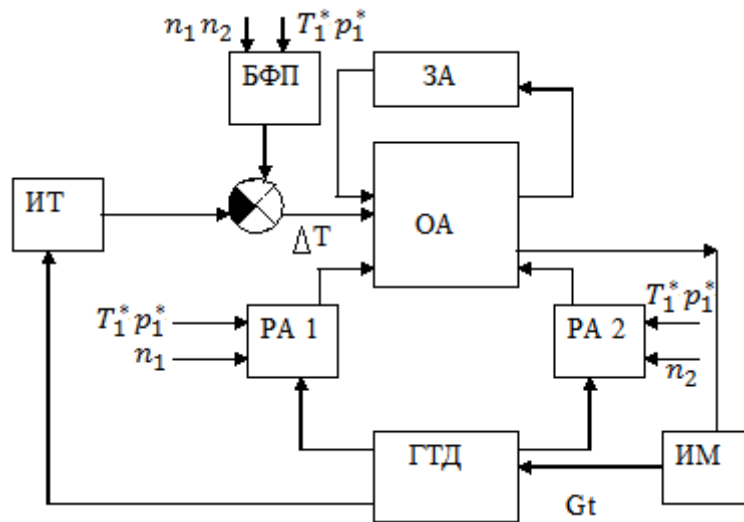 n₁ n₂ T₁* p₁*
БФП
ЗА
ИТ
ОА
ΔT
T₁* p₁*
n₁
РА 1
РА 2
T₁* p₁*
n₂
ГТД
ИМ
Gt